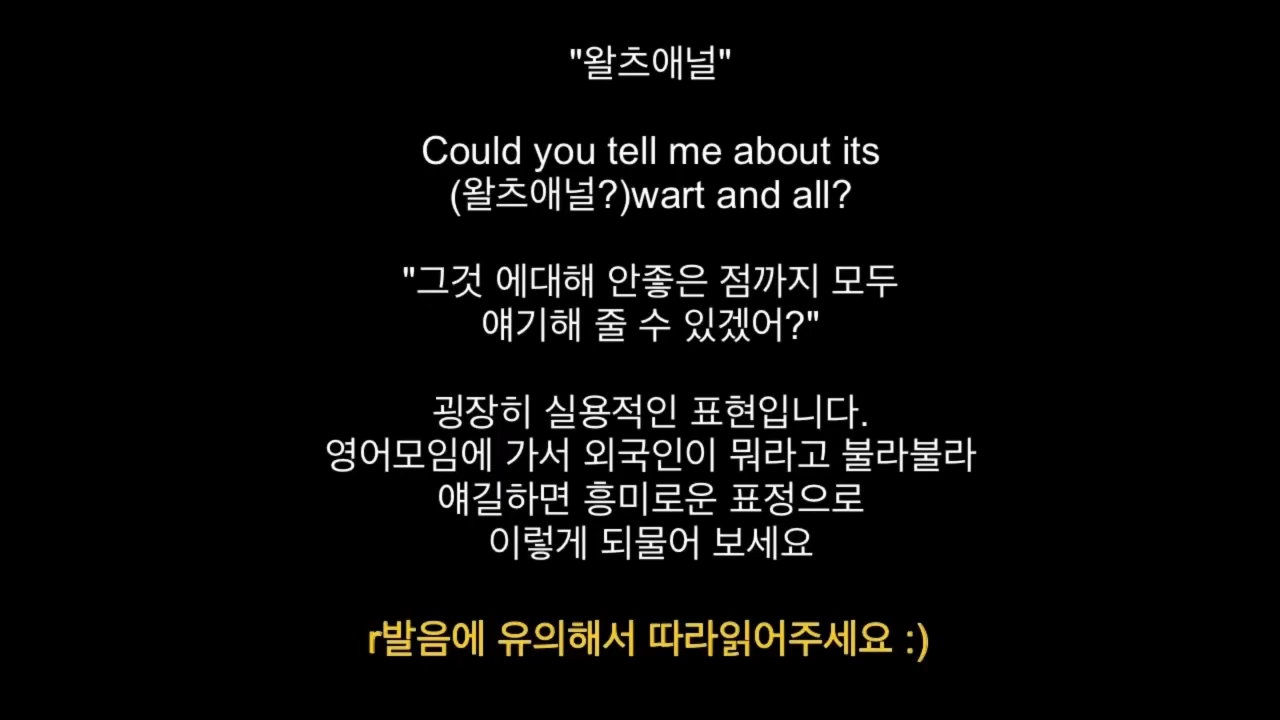 "왈츠애널"
Could you tell me about its
(왈츠애널?)wart and all?
"그것 에대해 안좋은 점까지 모두
얘기해 줄 수 있겠어?"
굉장히 실용적인 표현입니다.
영어모임에 가서 외국인이 뭐라고 불라불라
얘길하면 흥미로운 표정으로
이렇게 되물어 보세요
r발음에 유의해서 따라읽어주세요 :)